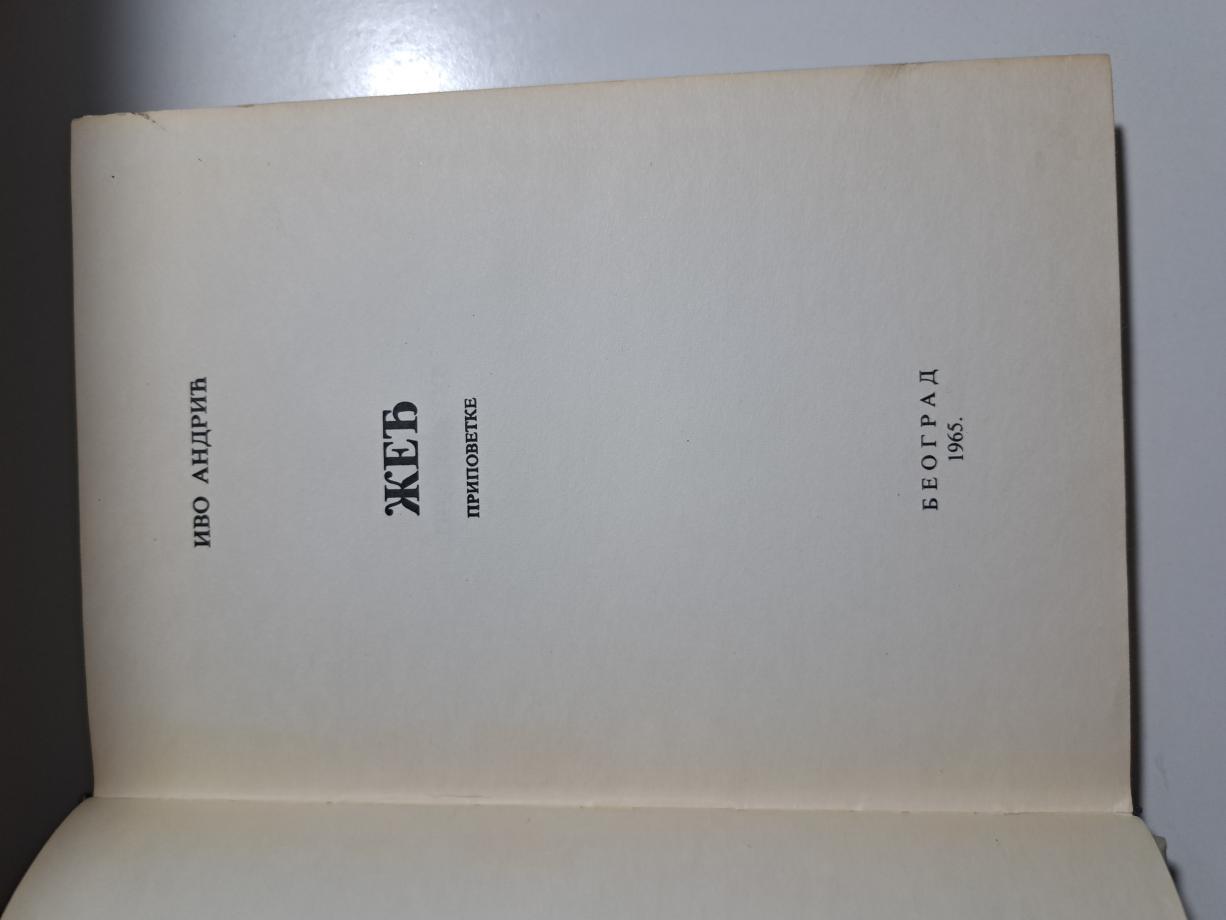 ИВО АНДРИЋ
ЖЕЂ
ПРИПОВЕТКЕ
БЕОГРАД
1965.